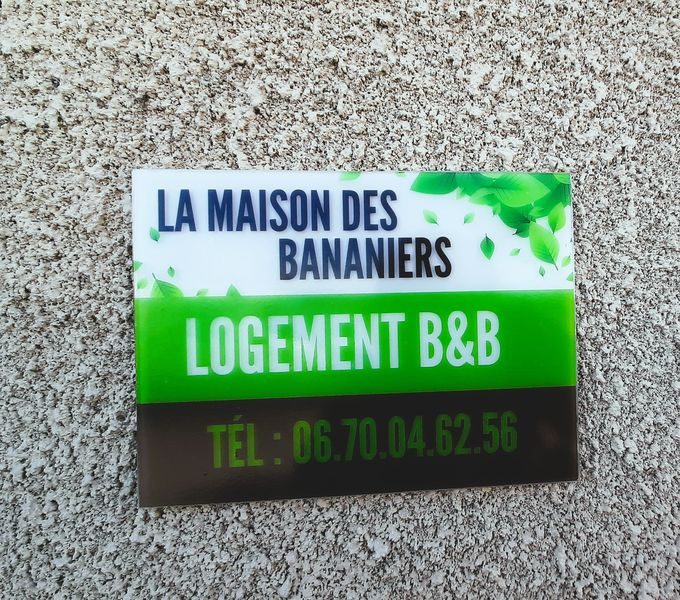 LA MAISON DES
BANANIERS
LOGEMENT B&B
TÉL : 06.70.04.62.56